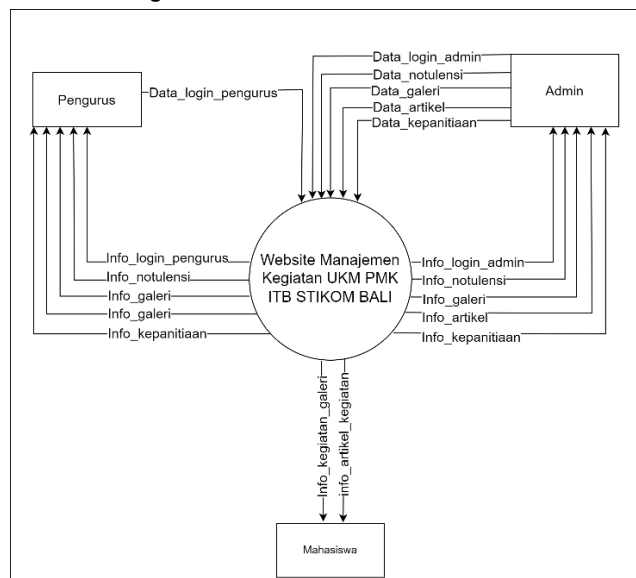 Pengurus
Data_login_pengurus
Data_login_admin
Data_notulensi
Data_galeri
Data_artikel
Data_kepanitiaan
Admin
Website Manajemen
Kegiatan UKM PMK
ITB STIKOM BALI
Info_login_pengurus
Info_notulensi
Info_galeri
Info_galeri
Info_kepanitiaan
Info_login_admin
Info_notulensi
Info_galeri
Info_artikel
Info_kepanitiaan
Info_kegiatan_galeri
info_artikel_kegiatan
Mahasiswa